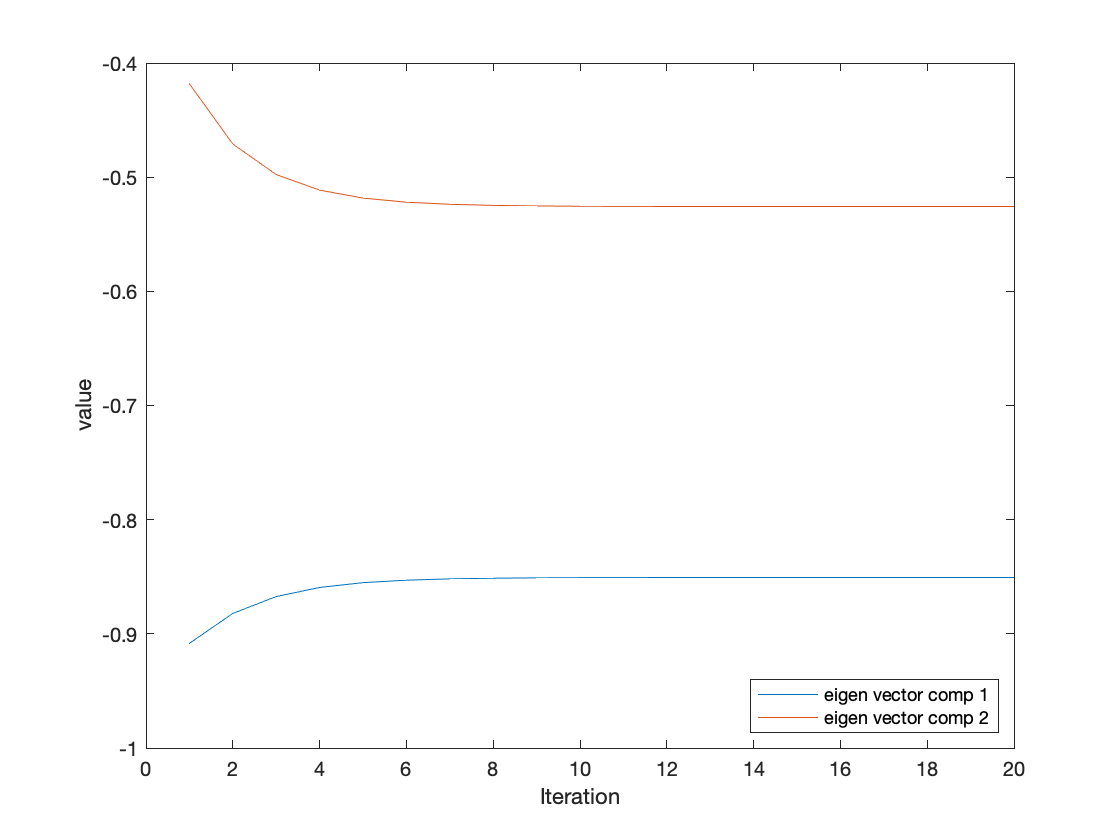 -0.4
-0.5
-0.6
value
-0.7
-0.8
-0.9
-1
eigen vector comp 1
eigen vector comp 2
0 2 4 6 8 10 12 14 16 18 20
Iteration